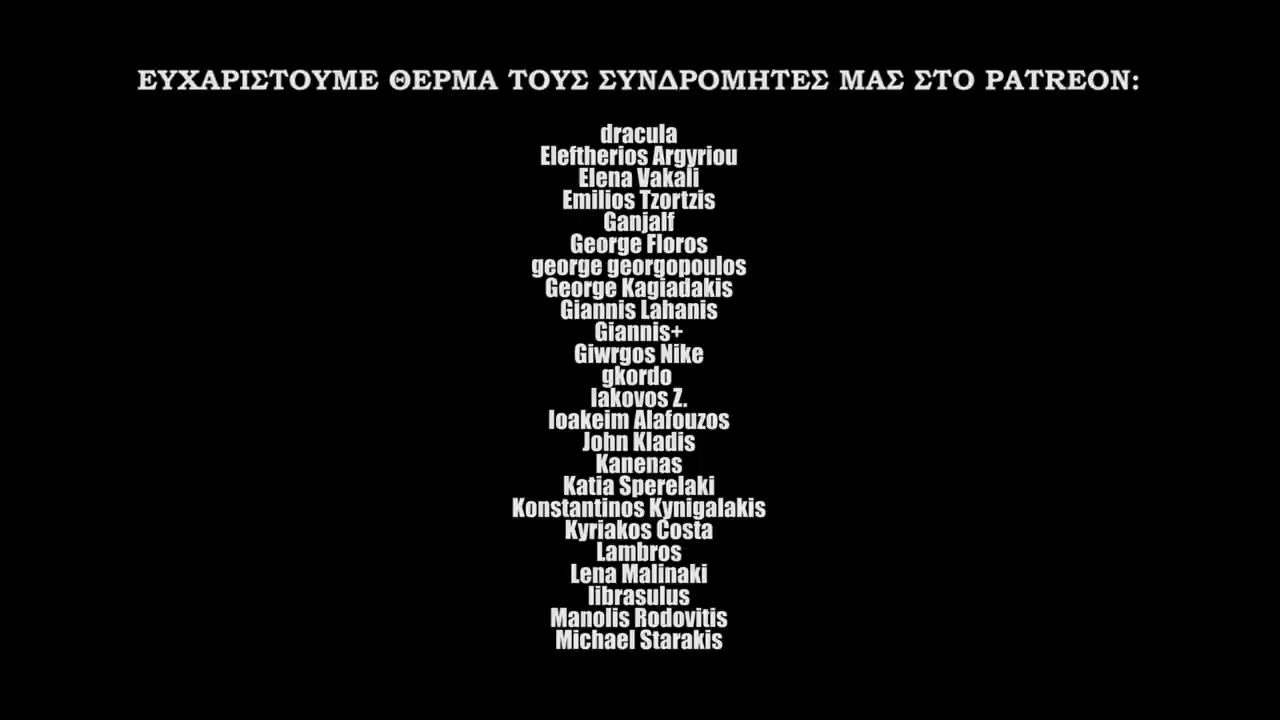 ΕΥΧΑΡΙΣΤΟΥΜΕ ΘΕΡΜΑ ΤΟΥΣ ΣΥΝΔΡΟΜΗΤΕΣ ΜΑΣ ΣΤΟ PATREON:
dracula
Eleftherios Argyriou
Elena Vakali
Emilios Tzortzis
Ganjalf
George Floros
george georgopoulos
George Kagiadakis
Giannis Lahanis
Giannis+
Giwrgos Nike
gkordo
Iakovos Z.
Ioakeim Alafouzos
John Kladis
Kanenas
Katia Sperelaki
Konstantinos Kynigalakis
Kyriakos Costa
Lambros
Lena Malinaki
librasulus
Manolis Rodovitis
Michael Starakis